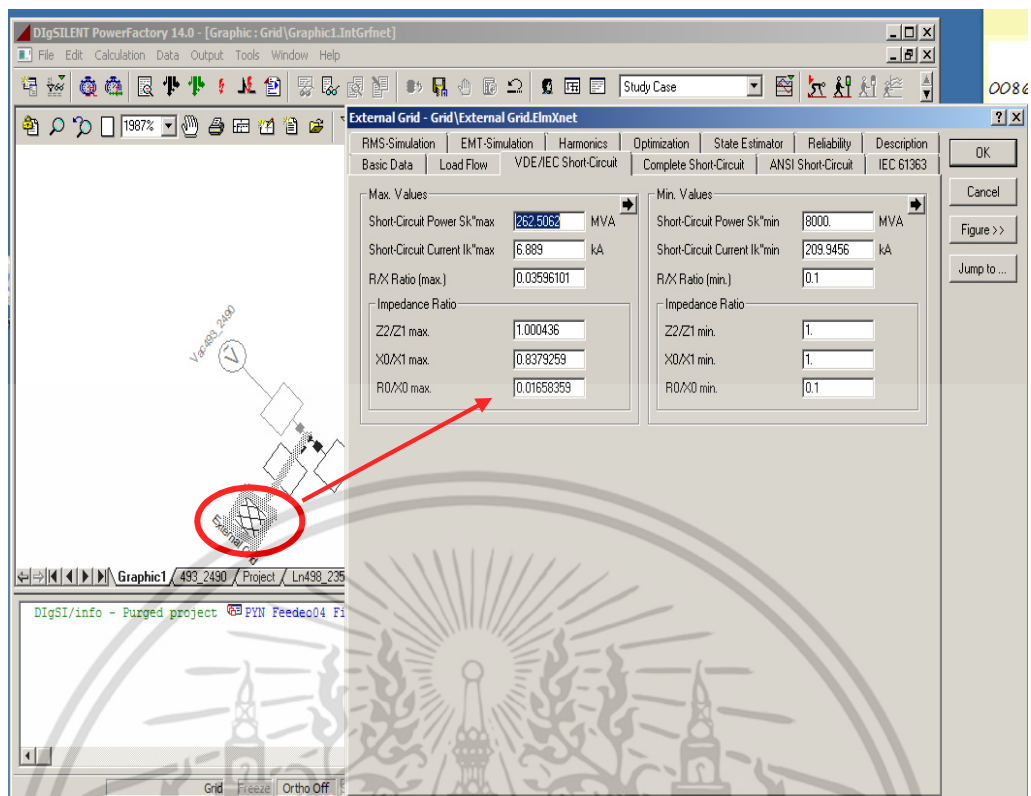 DIgSILENT PowerFactory 14.0 - [Graphic : Grid\Graphic1.IntGrfnet]
File Edit Calculation Data Output Tools Window Help
Study Case
0086
1987%
External Grid - Grid\External Grid.ElmXnet
RMS-Simulation EMT-Simulation Harmonics Optimization State Estimator Reliability Description
Basic Data Load Flow VDE/IEC Short-Circuit Complete Short-Circuit ANSI Short-Circuit IEC 61363
OK
Cancel
Figure >>
Jump to ...
Max. Values
Short-Circuit Power Sk"max 262.5062 MVA
Short-Circuit Current Ik"max 6.889 kA
R/X Ratio (max.) 0.03596101
Impedance Ratio
Z2/Z1 max. 1.000436
X0/X1 max. 0.8379259
R0/X0 max. 0.01658359
Min. Values
Short-Circuit Power Sk"min 8000. MVA
Short-Circuit Current Ik"min 209.9456 kA
R/X Ratio (min.) 0.1
Impedance Ratio
Z2/Z1 min. 1.
X0/X1 min. 1.
R0/X0 min. 0.1
Vac493_2490
V
External Grid
Graphic1 493_2490 Project Ln498_235
DIgSI/info - Purged project PYN Feedeo04 Fi
Grid Freeze Ortho Off